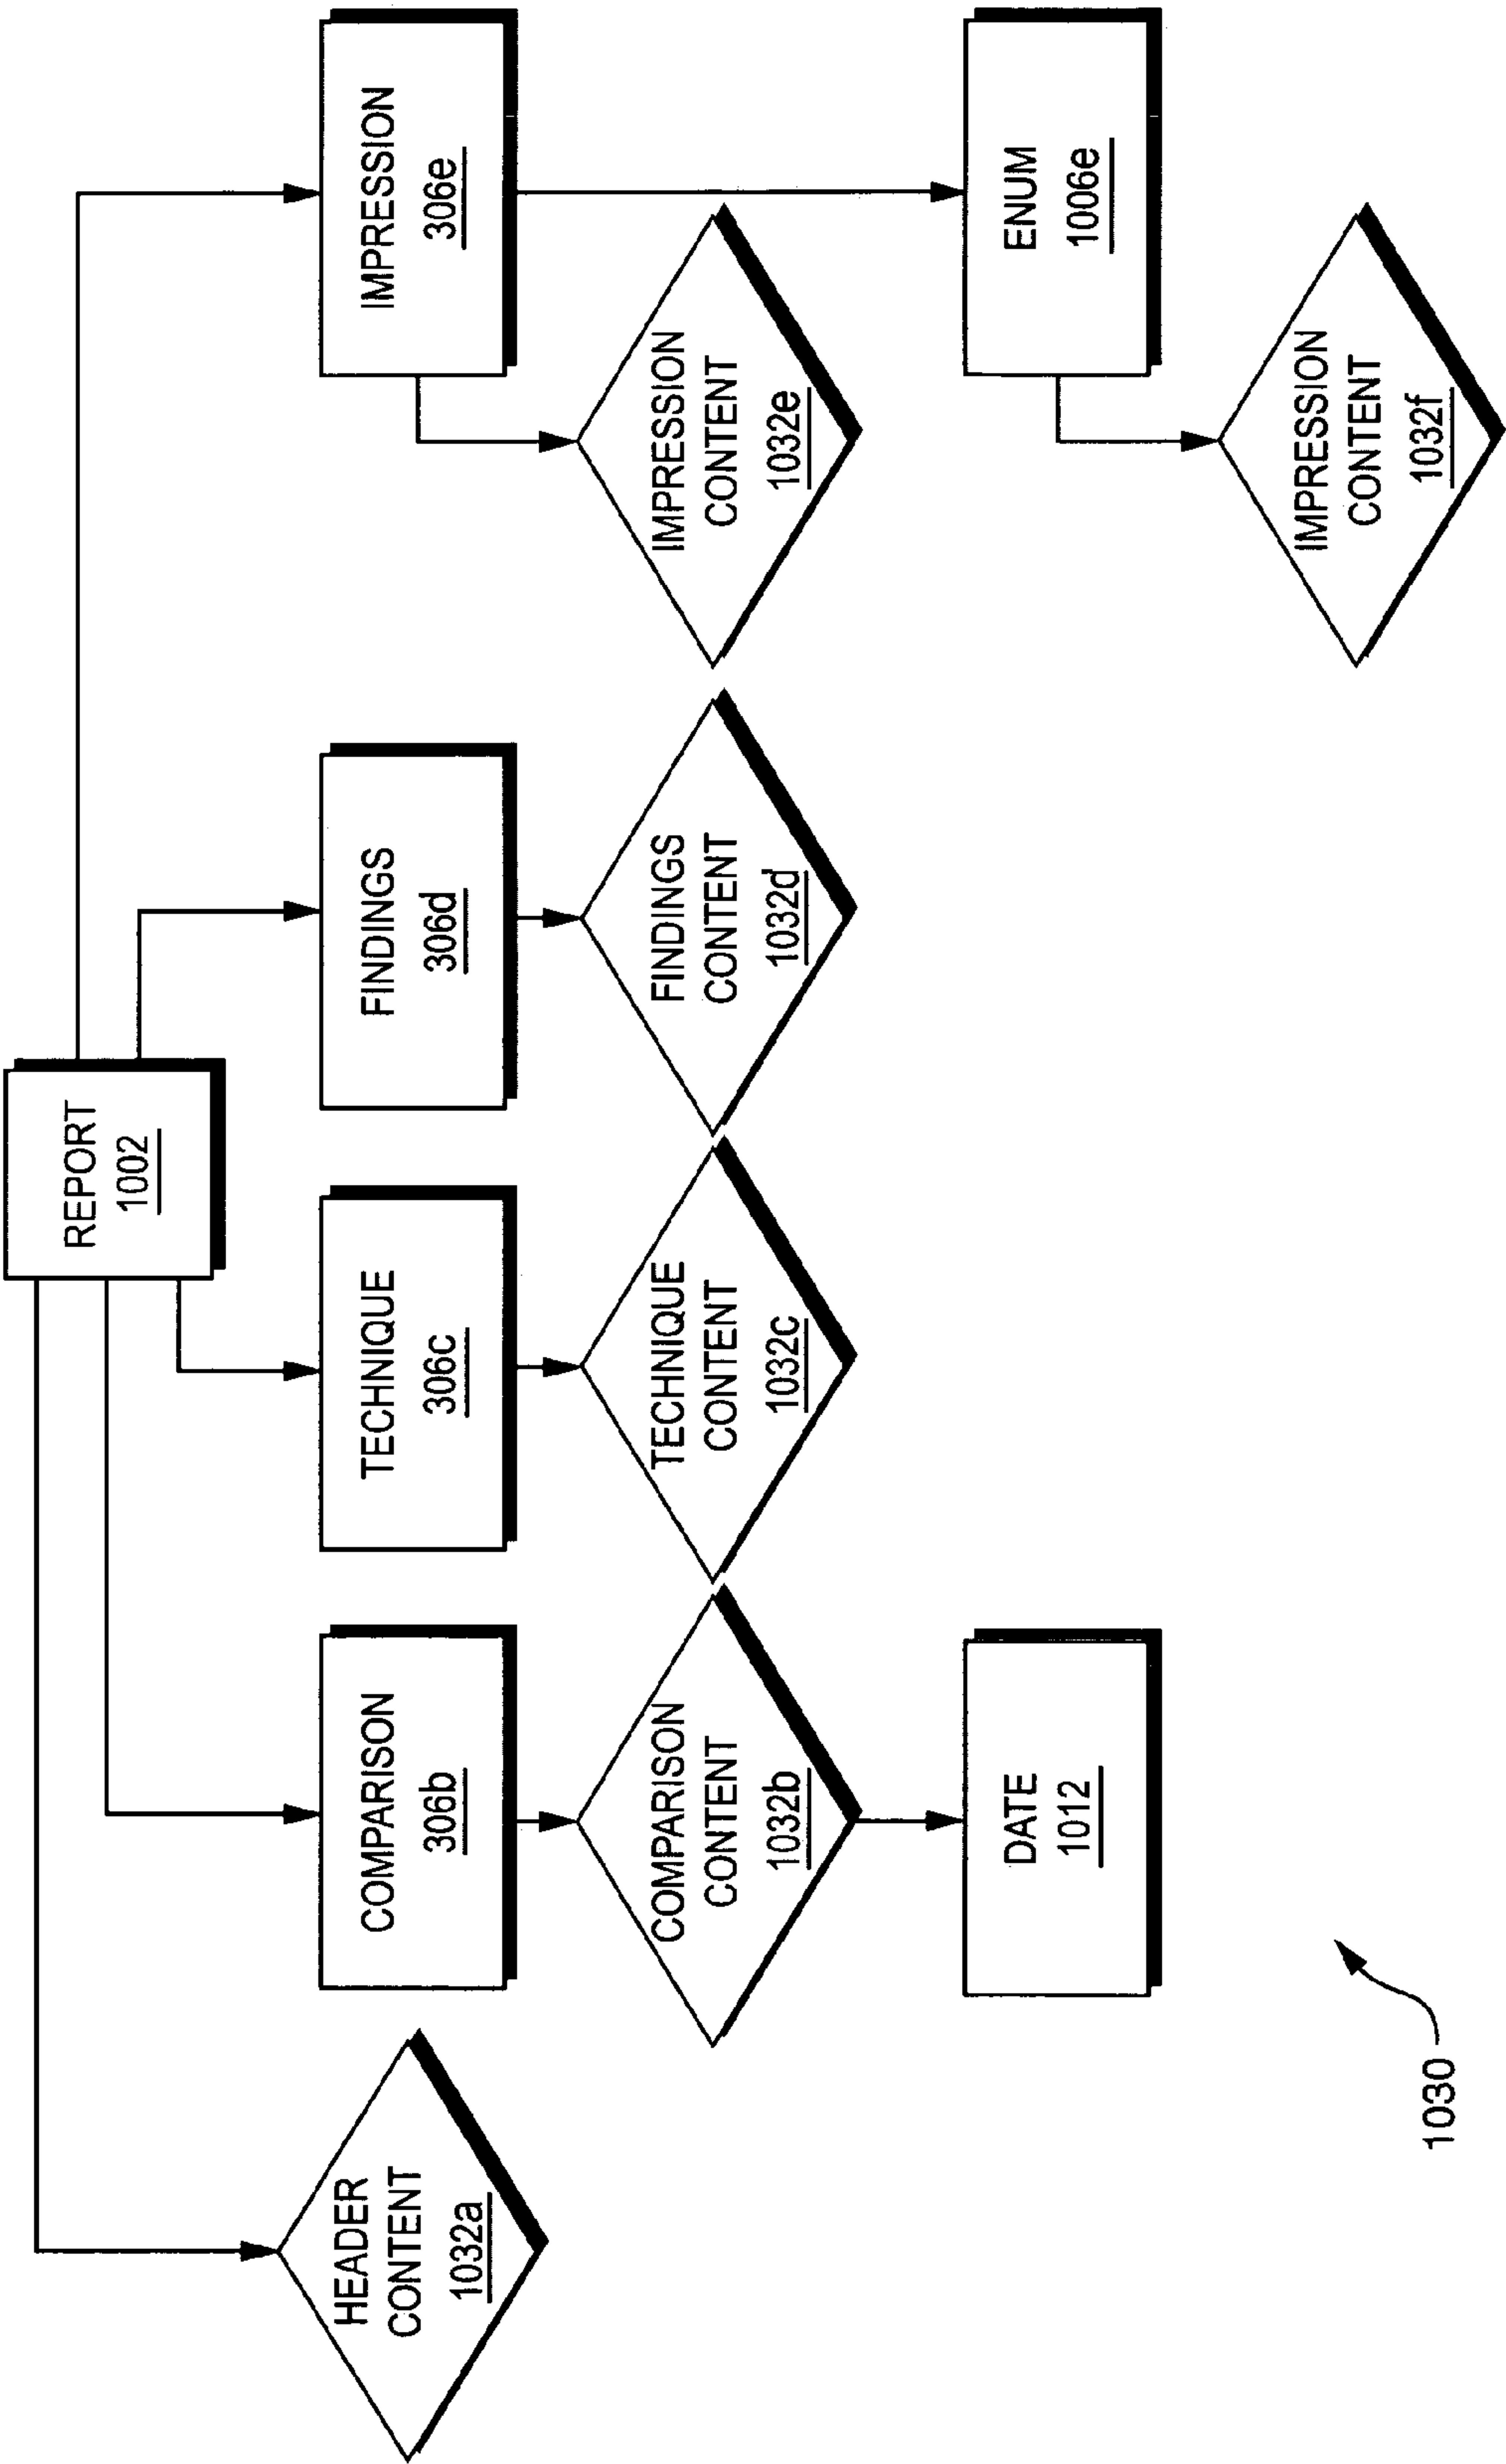 REPORT
1002
HEADER
CONTENT
1032a
COMPARISON
306b
TECHNIQUE
306c
FINDINGS
306d
IMPRESSION
306e
COMPARISON
CONTENT
1032b
TECHNIQUE
CONTENT
1032c
FINDINGS
CONTENT
1032d
IMPRESSION
CONTENT
1032e
DATE
1012
ENUM
1006e
IMPRESSION
CONTENT
1032f
1030